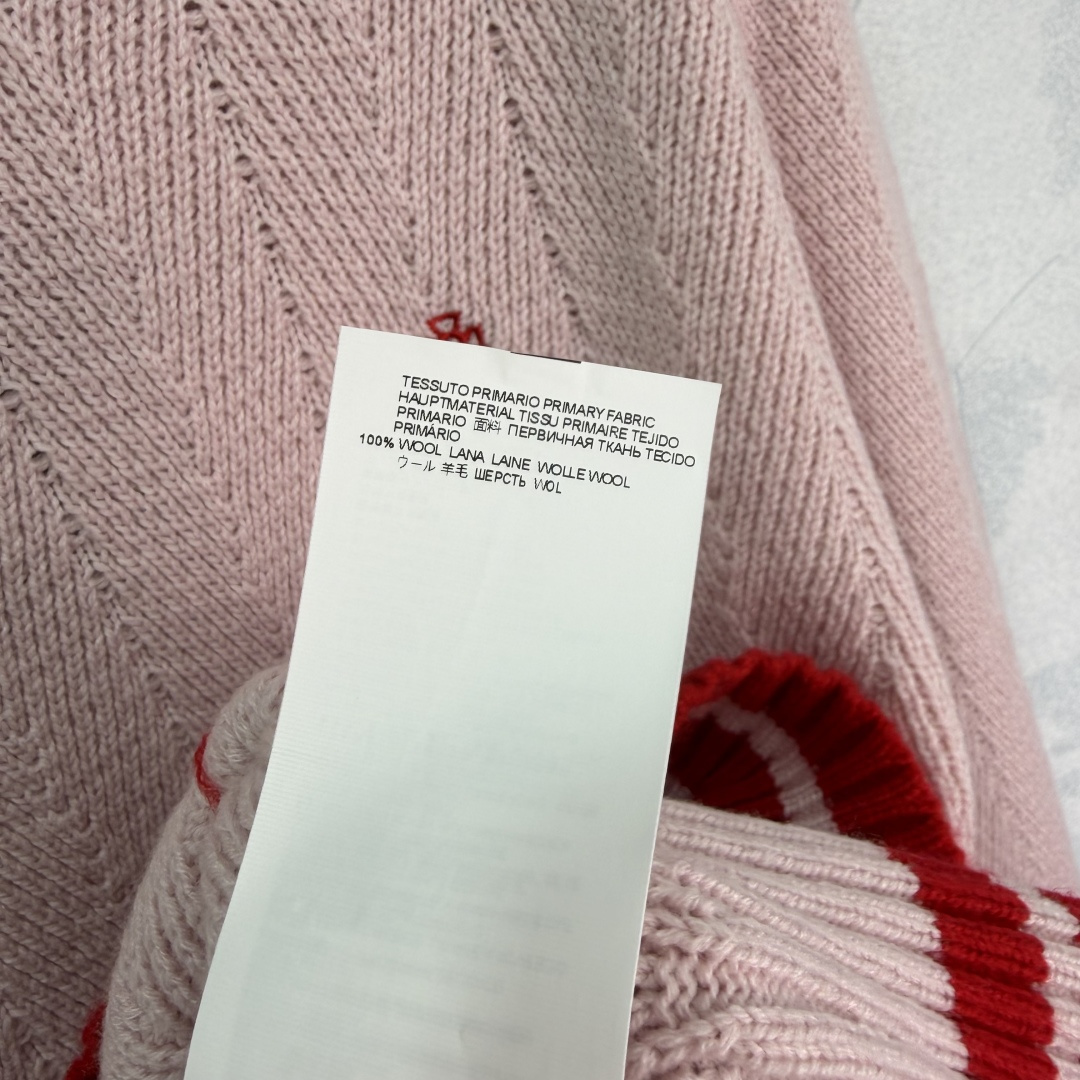 TESSUTO PRIMARIO PRIMARY FABRIC
HAUPTMATERIAL TISSU PRIMAIRE TEJIDO
PRIMARIO 面料 ПЕРВИЧНАЯ ТКАНЬ TECIDO
PRIMÁRIO
100% WOOL LANA LAINE WOLLE WOOL
ウール 羊毛 ШЕРСТЬ WOL